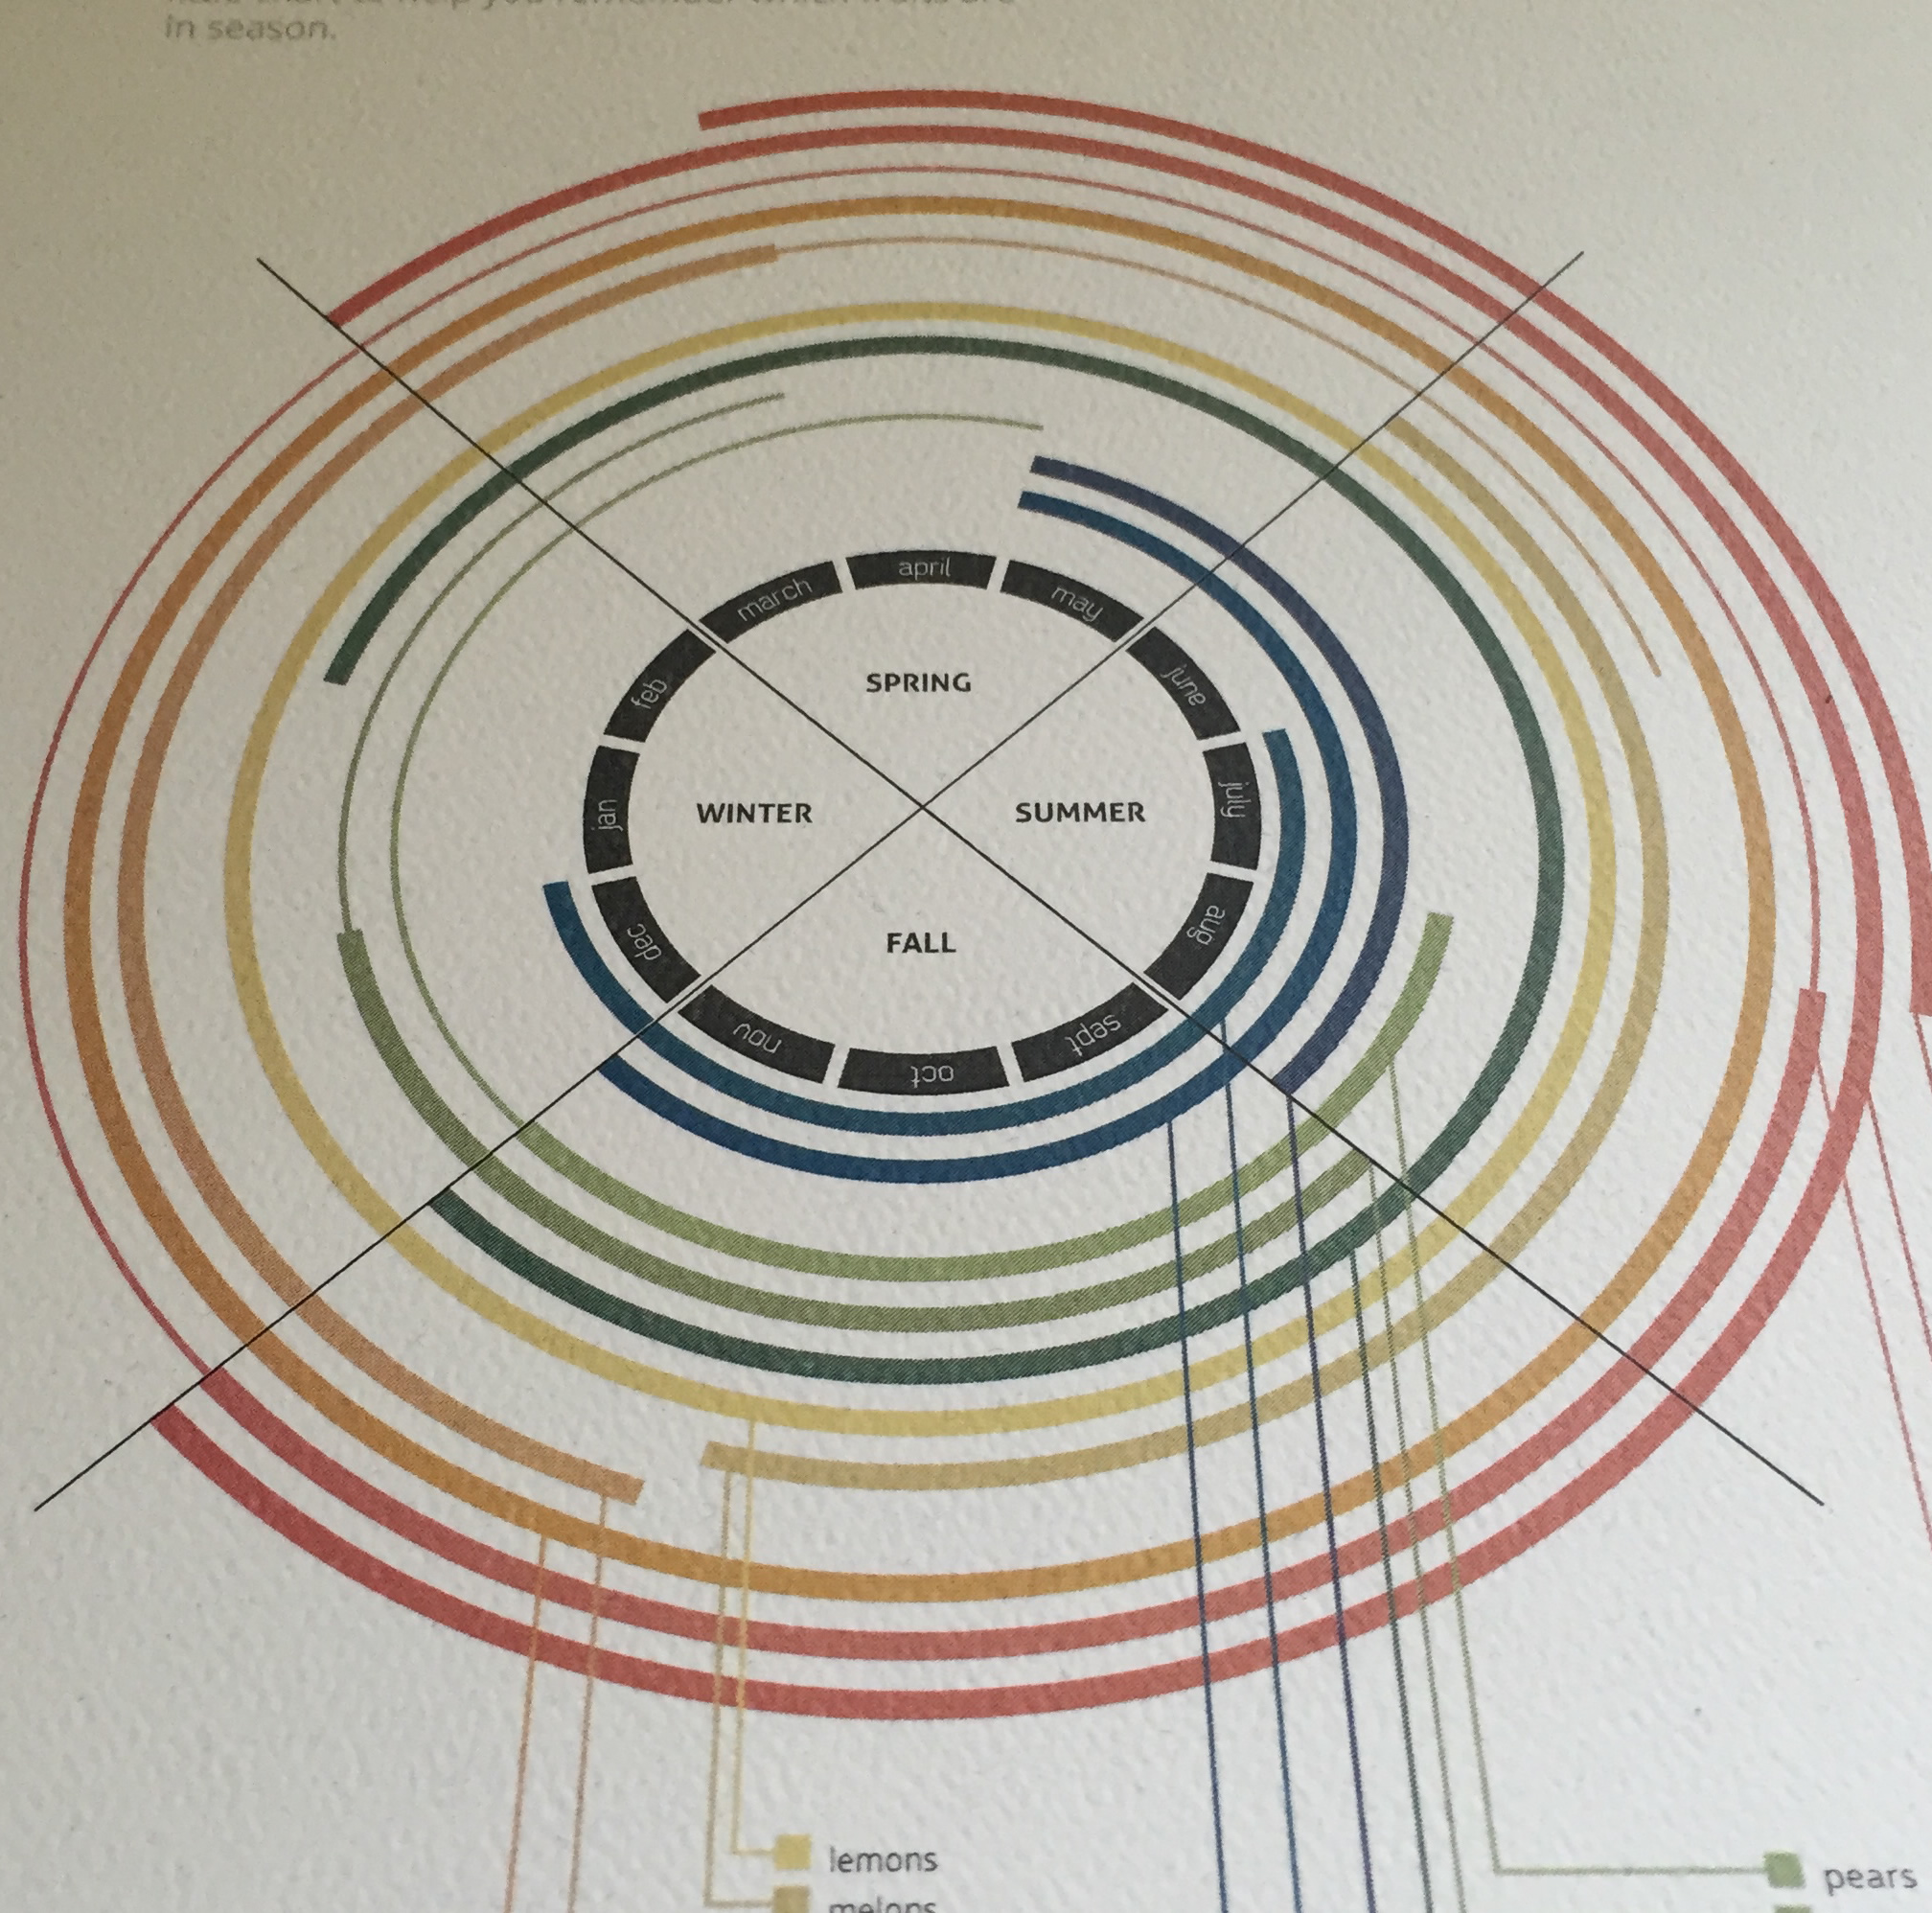 in season.
march
april
may
june
july
aug
sept
oct
nov
dec
jan
feb
SPRING
WINTER
SUMMER
FALL
lemons
pears
melons